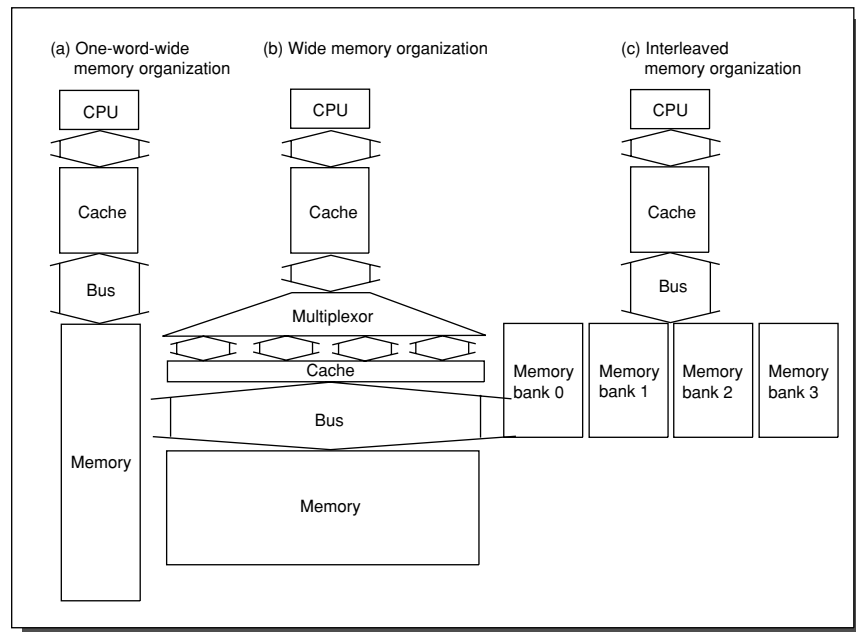 (a) One-word-wide
memory organization
CPU
Cache
Bus
Memory
(b) Wide memory organization
CPU
Cache
Multiplexor
Cache
Bus
Memory
(c) Interleaved
memory organization
CPU
Cache
Bus
Memory
bank 0
Memory
bank 1
Memory
bank 2
Memory
bank 3